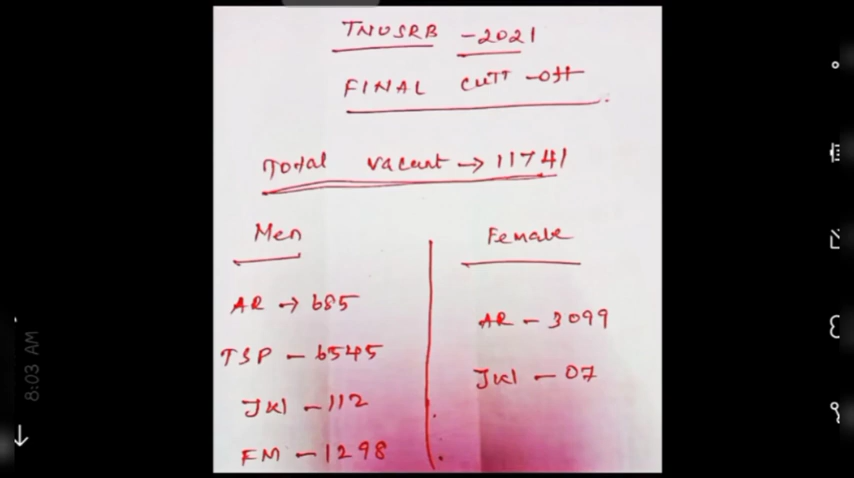 TNUSRB - 2021
FINAL CUTT - Off
Total Vacant → 11741
Men
AR → 685
TSP - 6545
Jkl - 112
FM - 1298
Female
AR - 3099
Jkl - 07
8:03 AM